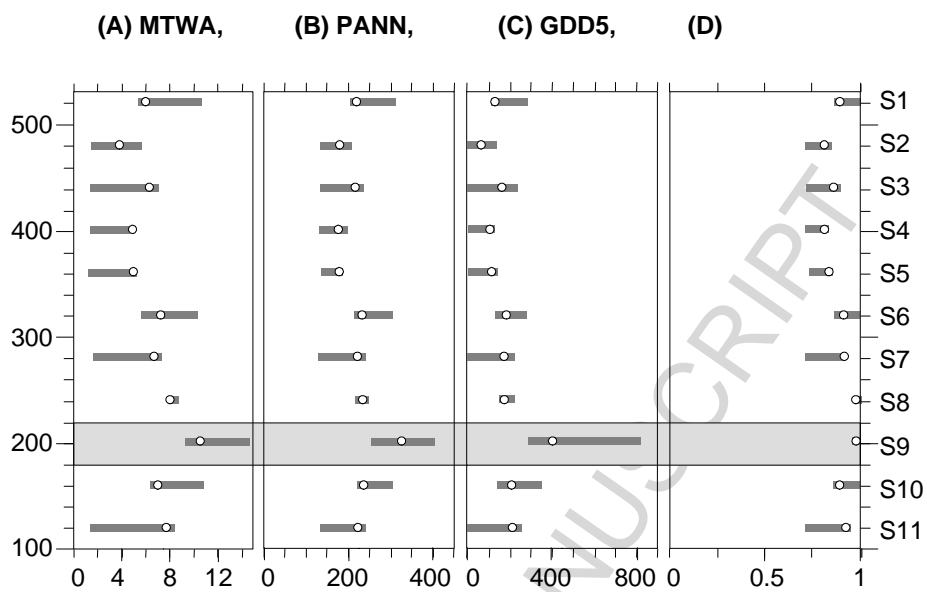 (A) MTWA, (B) PANN, (C) GDD5, (D)
S1
500
S2
S3
400 S4
S5
S6
300
S7
S8
200 S9
S10
S11
100
0 4 8 12 0 200 400 0 400 800 0 0.5 1
NUSCRIPT